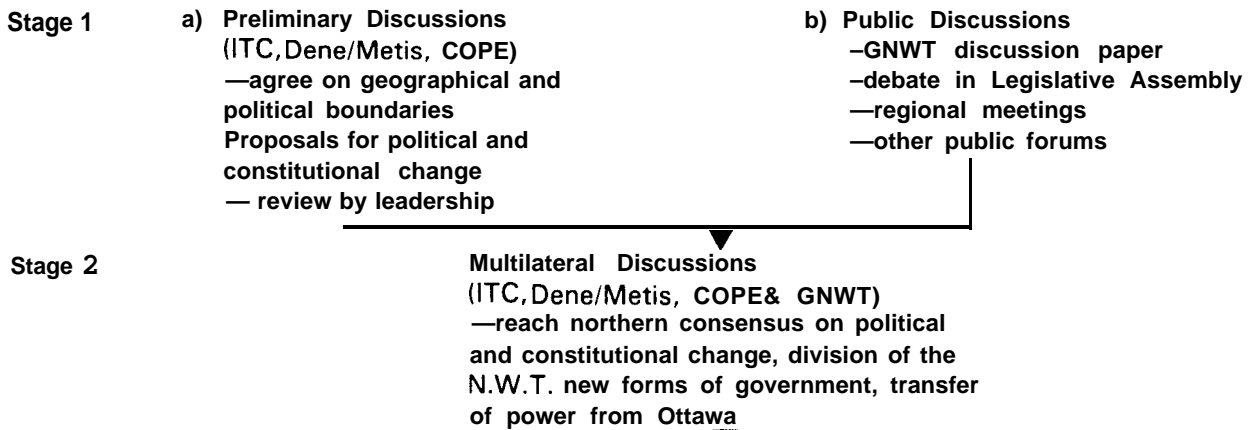 Stage 1
a) Preliminary Discussions
(ITC, Dene/Metis, COPE)
—agree on geographical and
political boundaries
Proposals for political and
constitutional change
— review by leadership
b) Public Discussions
–GNWT discussion paper
–debate in Legislative Assembly
—regional meetings
—other public forums
Stage 2
Multilateral Discussions
(ITC, Dene/Metis, COPE& GNWT)
—reach northern consensus on political
and constitutional change, division of the
N.W.T. new forms of government, transfer
of power from Ottawa